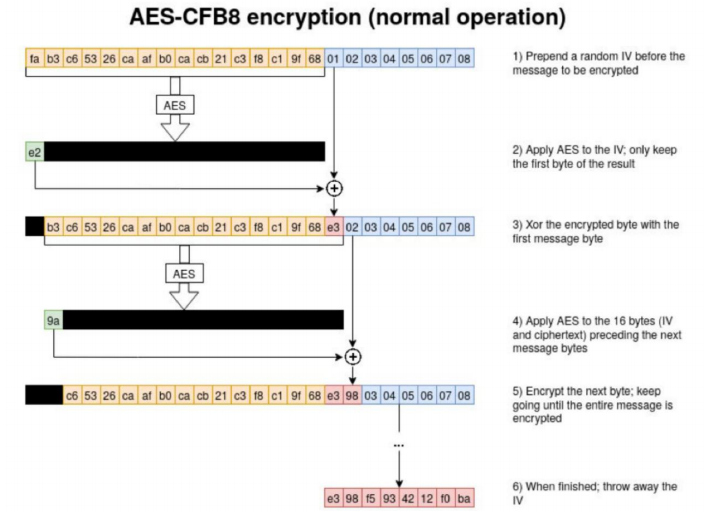 AES-CFB8 encryption (normal operation)
fa b3 c6 53 26 ca af b0 ca cb 21 c3 f8 c1 9f 68 01 02 03 04 05 06 07 08
1) Prepend a random IV before the
message to be encrypted
AES
e2
2) Apply AES to the IV; only keep
the first byte of the result
b3 c6 53 26 ca af b0 ca cb 21 c3 f8 c1 9f 68 e3 02 03 04 05 06 07 08
3) Xor the encrypted byte with the
first message byte
AES
9a
4) Apply AES to the 16 bytes (IV
and ciphertext) preceding the next
message bytes
c6 53 26 ca af b0 ca cb 21 c3 f8 c1 9f 68 e3 98 03 04 05 06 07 08
5) Encrypt the next byte; keep
going until the entire message is
encrypted
...
e3 98 f5 93 42 12 f0 ba
6) When finished; throw away the
IV